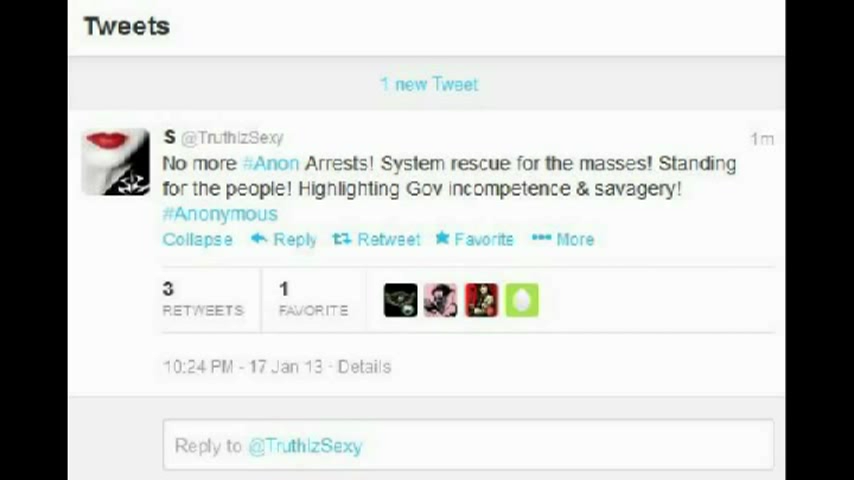 Tweets
1 new Tweet
S @TruthIzSexy 1m
No more #Anon Arrests! System rescue for the masses! Standing
for the people! Highlighting Gov incompetence & savagery!
#Anonymous
Collapse Reply Retweet Favorite More
3 1
RETWEETS FAVORITE
10:24 PM - 17 Jan 13 · Details
Reply to @TruthIzSexy